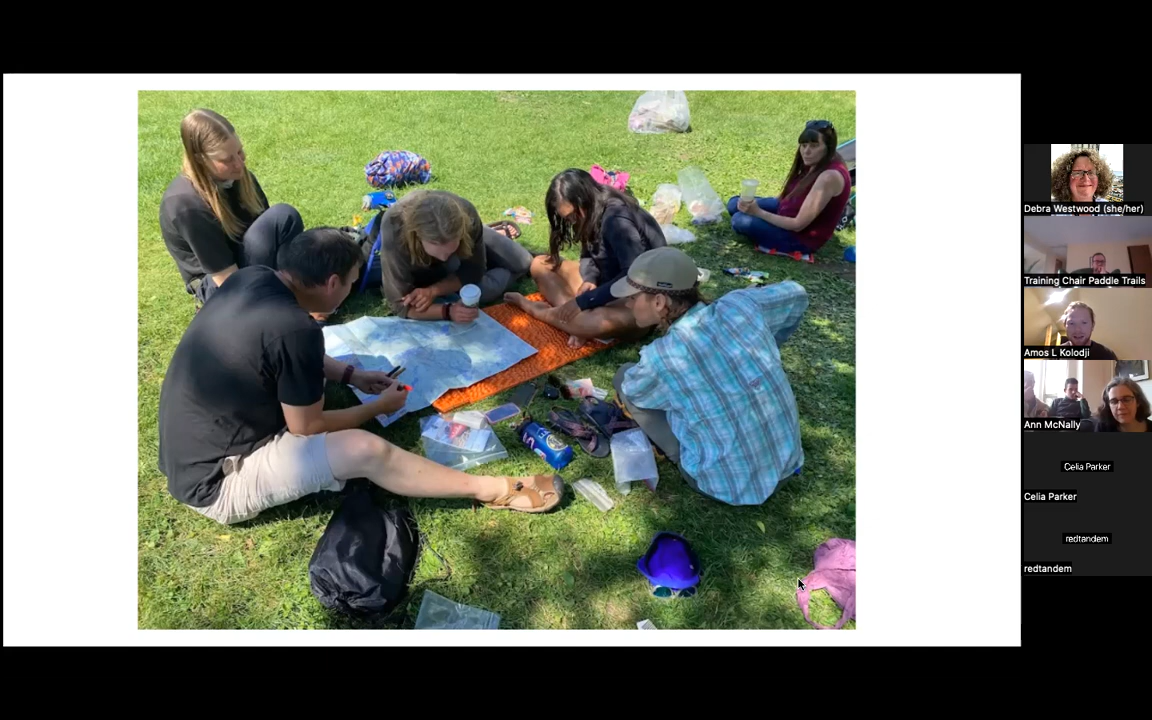 Debra Westwood (she/her)
Training Chair Paddle Trails
Amos L Kolodji
Ann McNally
Celia Parker
Celia Parker
redtandem
redtandem